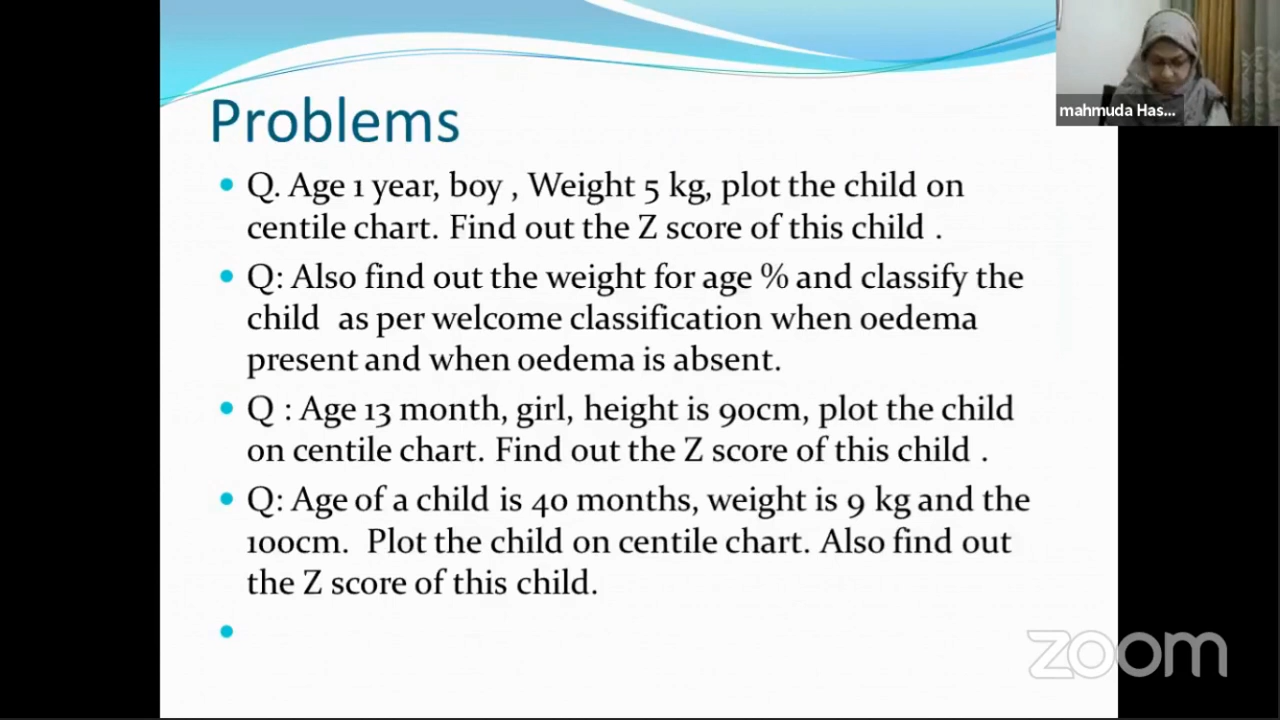 mahmuda Has...
Problems
Q. Age 1 year, boy , Weight 5 kg, plot the child on
centile chart. Find out the Z score of this child .
Q: Also find out the weight for age % and classify the
child as per welcome classification when oedema
present and when oedema is absent.
Q : Age 13 month, girl, height is 90cm, plot the child
on centile chart. Find out the Z score of this child .
Q: Age of a child is 40 months, weight is 9 kg and the
100cm. Plot the child on centile chart. Also find out
the Z score of this child.
zoom